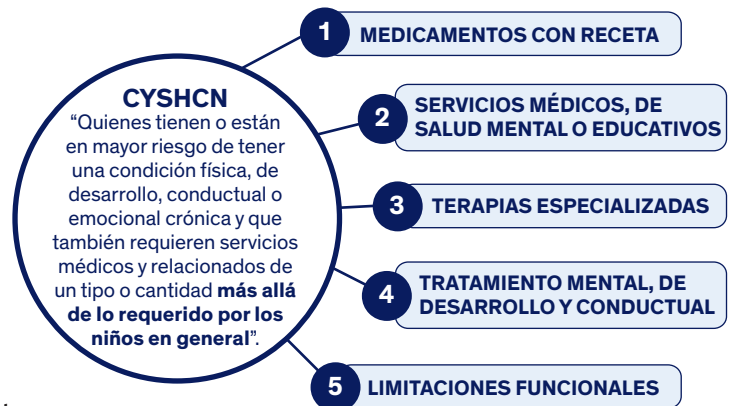 CYSHCN
“Quienes tienen o están
en mayor riesgo de tener
una condición física, de
desarrollo, conductual o
emocional crónica y que
también requieren servicios
médicos y relacionados de
un tipo o cantidad más allá
de lo requerido por los
niños en general”.
1 MEDICAMENTOS CON RECETA
2 SERVICIOS MÉDICOS, DE
SALUD MENTAL O EDUCATIVOS
3 TERAPIAS ESPECIALIZADAS
4 TRATAMIENTO MENTAL, DE
DESARROLLO Y CONDUCTUAL
5 LIMITACIONES FUNCIONALES